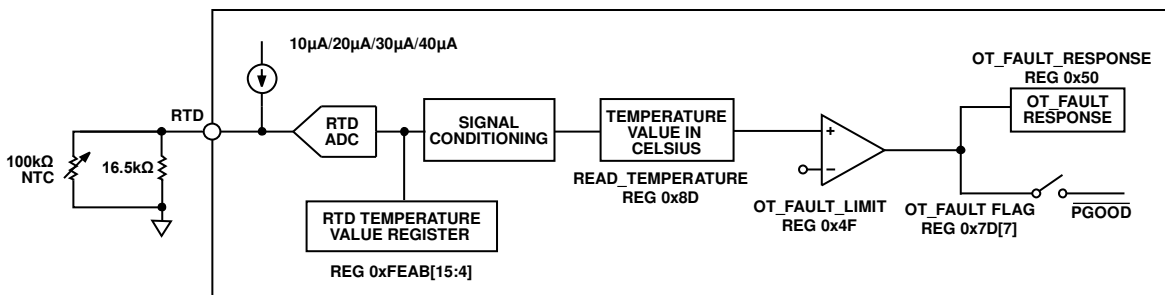 10µA/20µA/30µA/40µA
RTD
100kΩ
NTC
16.5kΩ
RTD
ADC
SIGNAL
CONDITIONING
TEMPERATURE
VALUE IN
CELSIUS
READ_TEMPERATURE
REG 0x8D
RTD TEMPERATURE
VALUE REGISTER
REG 0xFEAB[15:4]
+
−
OT_FAULT_LIMIT
REG 0x4F
OT_FAULT_RESPONSE
REG 0x50
OT_FAULT
RESPONSE
OT_FAULT FLAG
REG 0x7D[7]
PGOOD